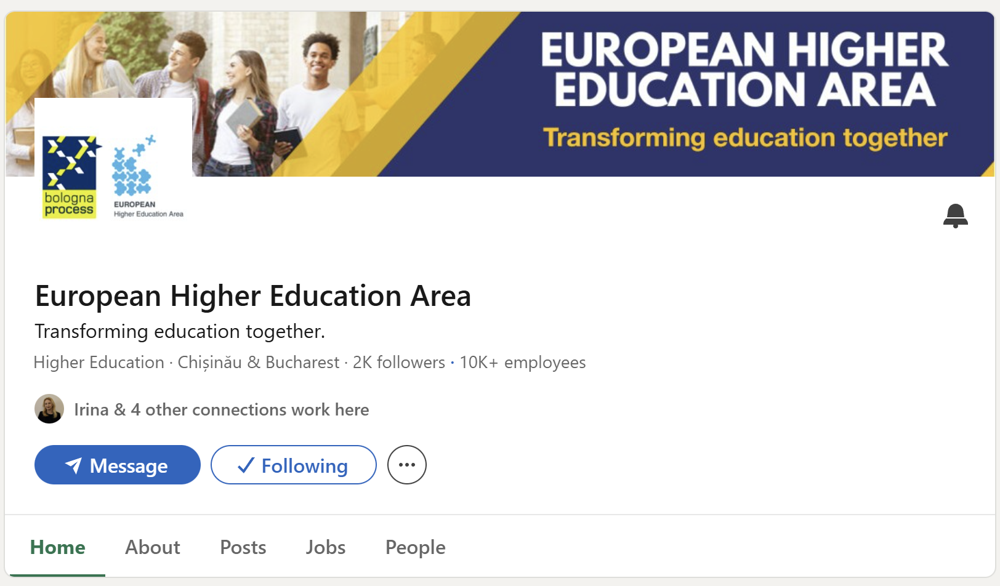 EUROPEAN HIGHER
EDUCATION AREA
Transforming education together
bologna
process
EUROPEAN
Higher Education Area
European Higher Education Area
Transforming education together.
Higher Education · Chișinău & Bucharest · 2K followers · 10K+ employees
Irina & 4 other connections work here
Message
Following
Home
About
Posts
Jobs
People